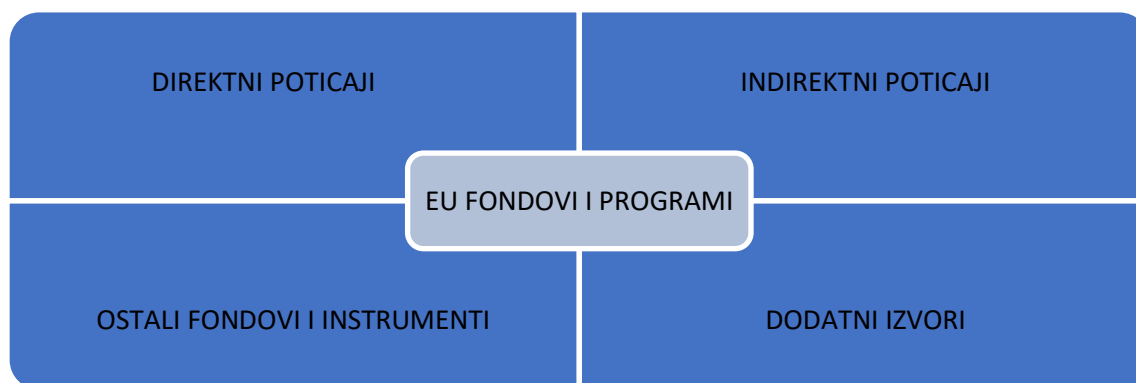 DIREKTNI POTICAJI
INDIREKTNI POTICAJI
EU FONDOVI I PROGRAMI
OSTALI FONDOVI I INSTRUMENTI
DODATNI IZVORI